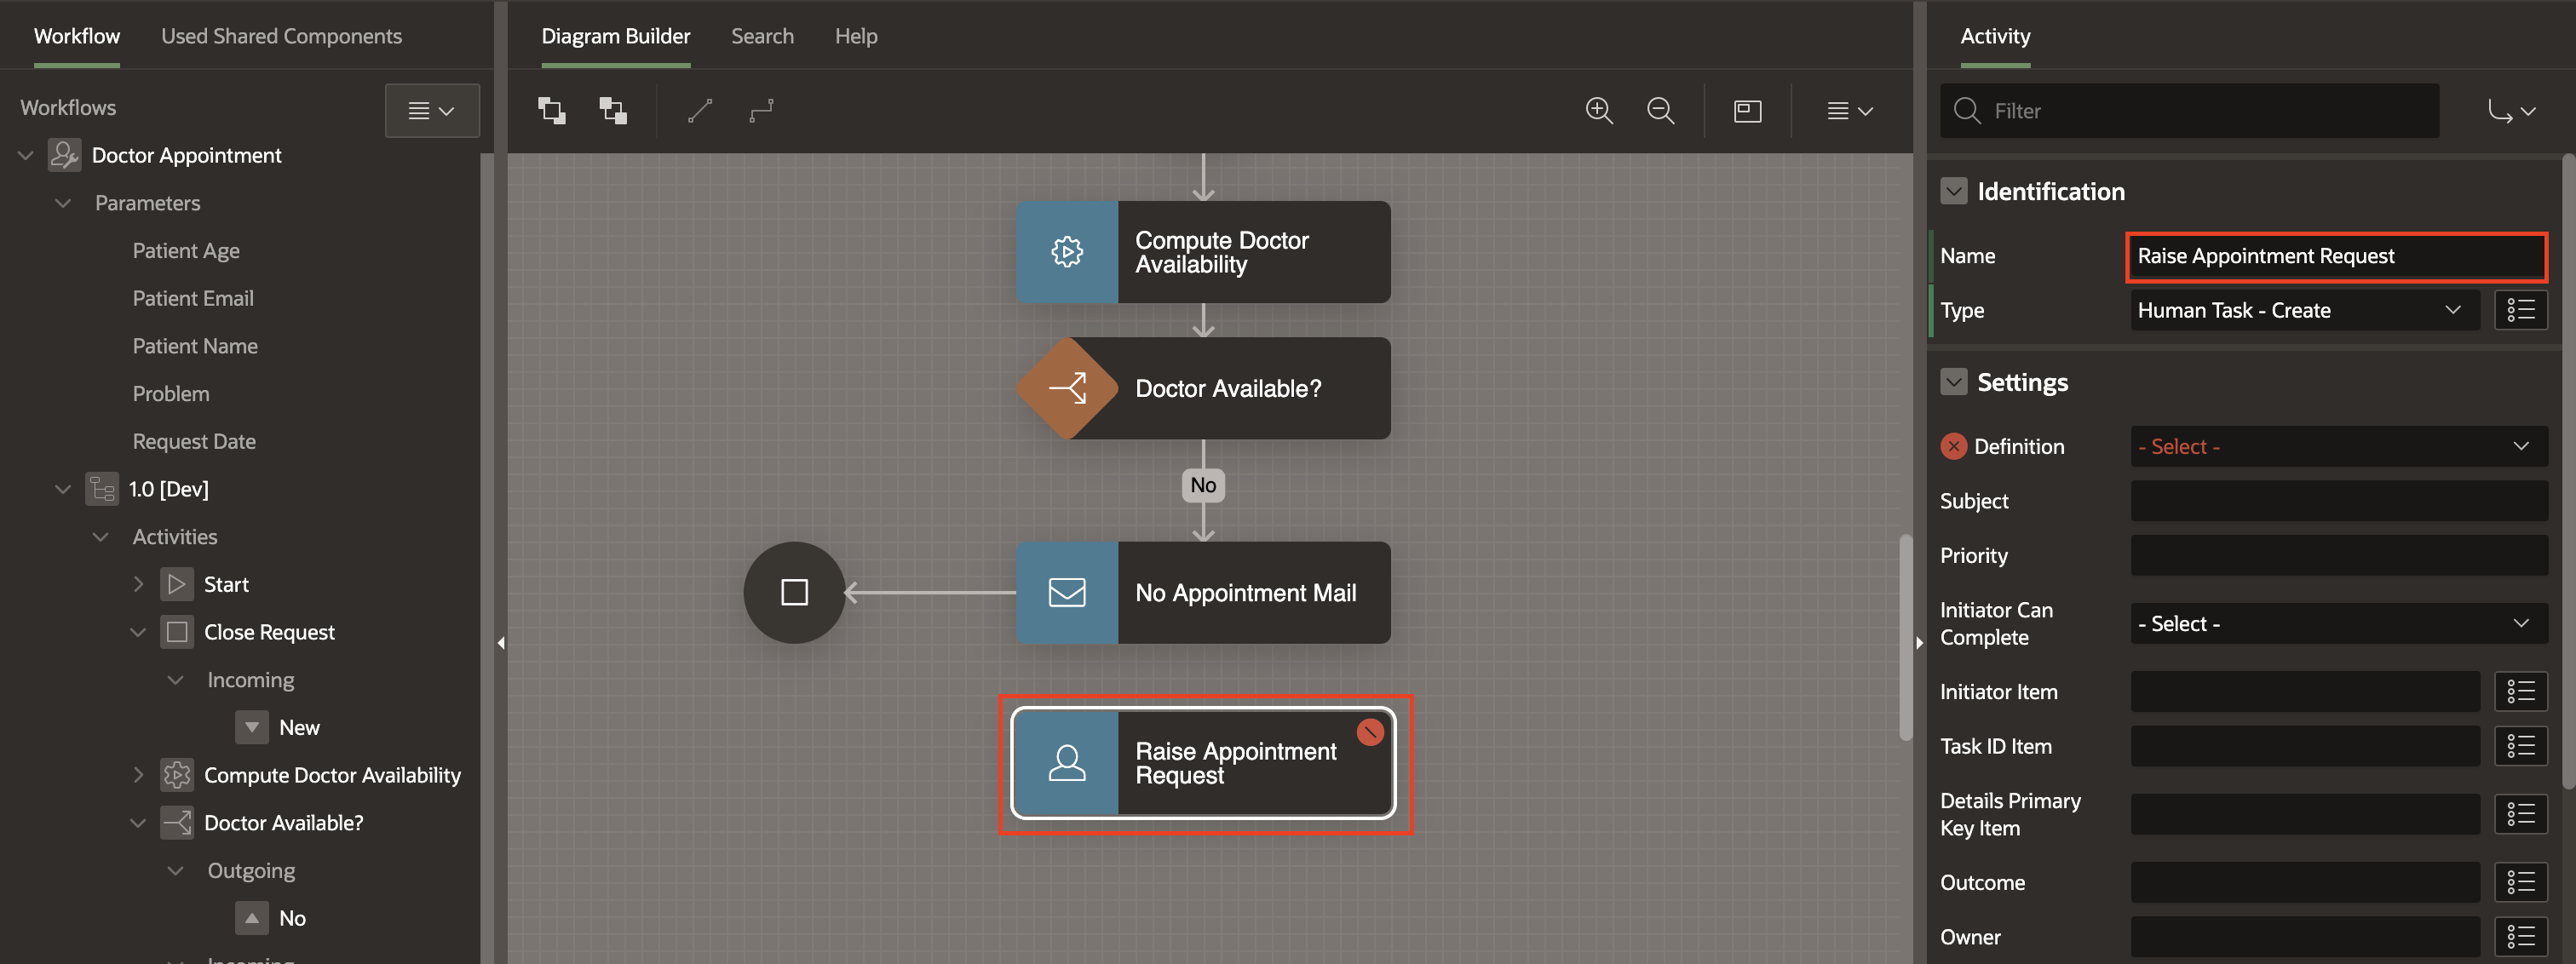 Workflow
Used Shared Components
Workflows
Doctor Appointment
Parameters
Patient Age
Patient Email
Patient Name
Problem
Request Date
1.0 [Dev]
Activities
Start
Close Request
Incoming
New
Compute Doctor Availability
Doctor Available?
Outgoing
No
Incoming
Diagram Builder
Search
Help
Compute Doctor
Availability
Doctor Available?
No
No Appointment Mail
Raise Appointment
Request
Activity
Filter
Identification
Name
Raise Appointment Request
Type
Human Task - Create
Settings
Definition
- Select -
Subject
Priority
Initiator Can
Complete
- Select -
Initiator Item
Task ID Item
Details Primary
Key Item
Outcome
Owner